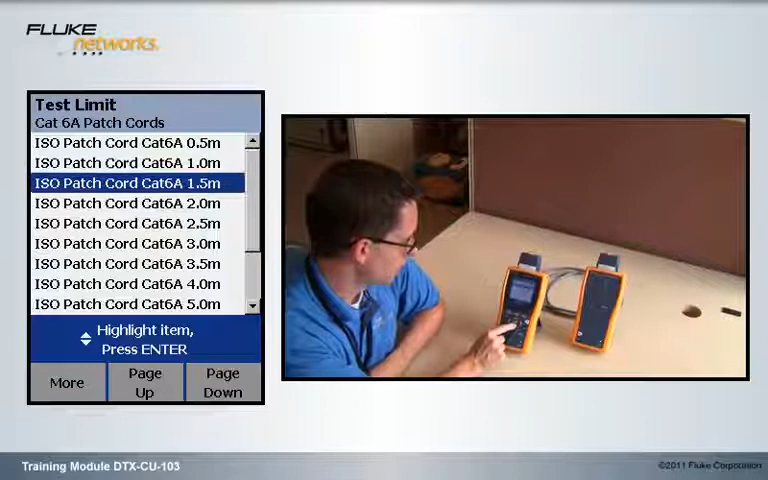 FLUKE
networks.
Test Limit
Cat 6A Patch Cords
ISO Patch Cord Cat6A 0.5m
ISO Patch Cord Cat6A 1.0m
ISO Patch Cord Cat6A 1.5m
ISO Patch Cord Cat6A 2.0m
ISO Patch Cord Cat6A 2.5m
ISO Patch Cord Cat6A 3.0m
ISO Patch Cord Cat6A 3.5m
ISO Patch Cord Cat6A 4.0m
ISO Patch Cord Cat6A 5.0m
Highlight item,
Press ENTER
More
Page
Up
Page
Down
Training Module DTX-CU-103
©2011 Fluke Corporation